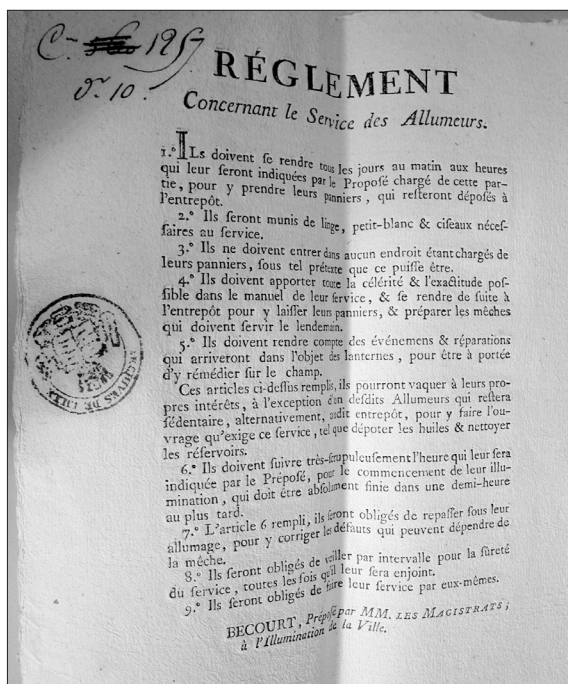 C
1257
dr. 10.
RÉGLEMENT
Concernant le Service des Allumeurs.
1.° ILs doivent ſe rendre tous les jours au matin aux heures
qui leur ſeront indiquées par le Propoſé chargé de cette par-
tie, pour y prendre leurs panniers, qui reſteront dépoſés à
l'entrepôt.
2.° Ils ſeront munis de linge, petit-blanc & ciſeaux néceſ-
ſaires au ſervice.
3.° Ils ne doivent entrer dans aucun endroit étant chargés de
leurs panniers, ſous tel prétexte que ce puiſſe être.
4.° Ils doivent apporter toute la célérité & l'exactitude poſ-
ſible dans le manuel de leur ſervice, & ſe rendre de ſuite à
l'entrepôt pour y laiſſer leurs panniers, & préparer les mêches
qui doivent ſervir le lendemain.
5.° Ils doivent rendre compte des événemens & réparations
qui arriveront dans l'objet des lanternes, pour être à portée
d'y rémédier ſur le champ.
Ces articles ci-deſſus remplis, ils pourront vaquer à leurs pro-
pres intérêts, à l'exception d'un deſdits Allumeurs qui reſtera
ſédentaire, alternativement, audit entrepôt, pour y faire l'ou-
vrage qu'exige ce ſervice, tel que dépoter les huiles & nettoyer
les réſervoirs.
6.° Ils doivent ſuivre très-ſcrupuleuſement l'heure qui leur ſera
indiquée par le Prépoſé, pour le commencement de leur illu-
mination, qui doit être abſolument finie dans une demi-heure
au plus tard.
7.° L'article 6 rempli, ils ſeront obligés de repaſſer ſous leur
allumage, pour y corriger les défauts qui peuvent dépendre de
la mêche.
8.° Ils ſeront obligés de veiller par intervalle pour la ſûreté
du ſervice, toutes les fois qu'il leur ſera enjoint.
9.° Ils ſeront obligés de faire leur ſervice par eux-mêmes.
BECOURT, Prépoſé par MM. LES MAGISTRATS,
à l'Illumination de la Ville.
ARCHIVES DE LILLE